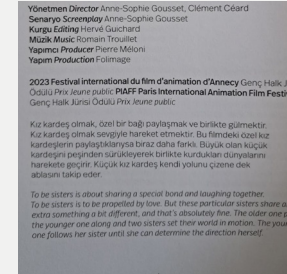 Yönetmen Director Anne-Sophie Gousset, Clément Céard
Senaryo Screenplay Anne-Sophie Gousset
Kurgu Editing Hervé Guichard
Müzik Music Romain Trouillet
Yapımcı Producer Pierre Méloni
Yapım Production Folimage
2023 Festival international du film d'animation d'Annecy Genç Halk J
Ödülü Prix Jeune public PIAFF Paris International Animation Film Festi
Genç Halk Jürisi Ödülü Prix Jeune public
Kız kardeş olmak, özel bir bağı paylaşmak ve birlikte gülmektir.
Kız kardeş olmak sevgiyle hareket etmektir. Bu filmdeki özel kız
kardeşlerin paylaştıklarıysa biraz daha farklı. Büyük olan küçük
kardeşini peşinden sürükleyerek birlikte kurdukları dünyalarını
harekete geçirir. Küçük kız kardeş kendi yolunu çizene dek
ablasını takip eder.
To be sisters is about sharing a special bond and laughing together.
To be sisters is to be propelled by love. But these particular sisters share a
extra something a bit different, and that's absolutely fine. The older one p
the younger one along and two sisters set their world in motion. The youn
one follows her sister until she can determine the direction herself.